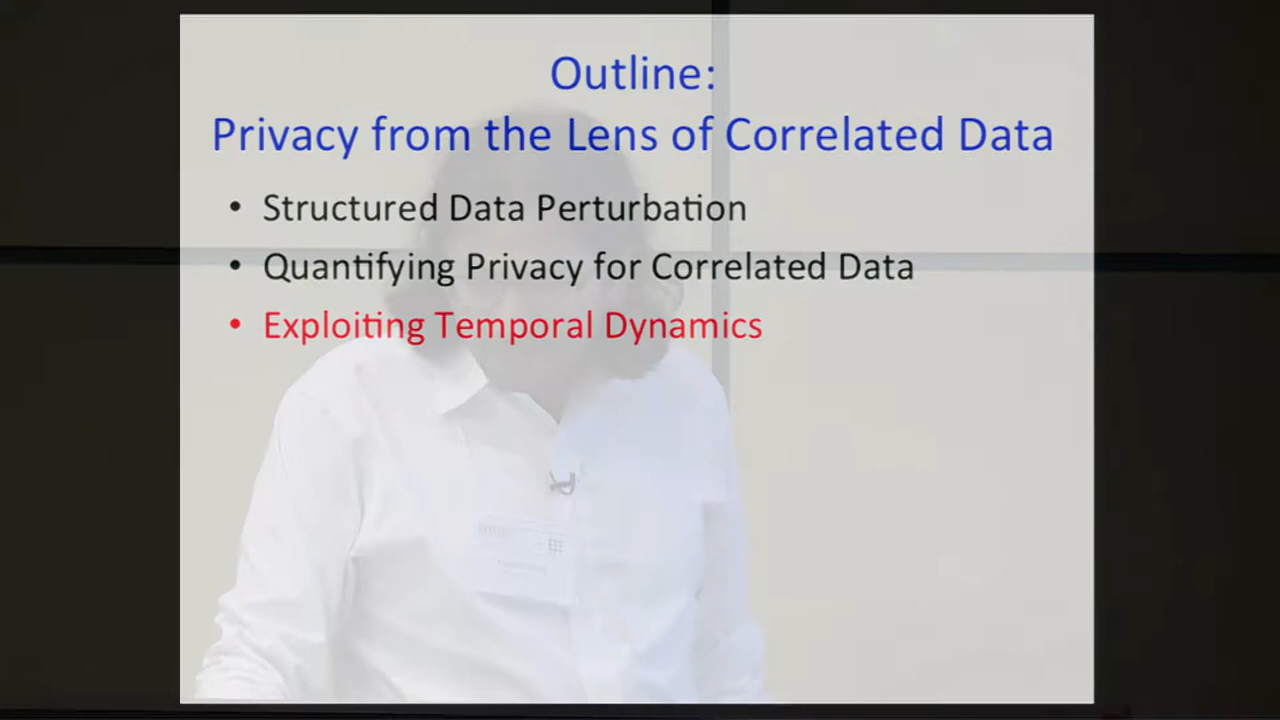 Outline:
Privacy from the Lens of Correlated Data
• Structured Data Perturbation
• Quantifying Privacy for Correlated Data
• Exploiting Temporal Dynamics